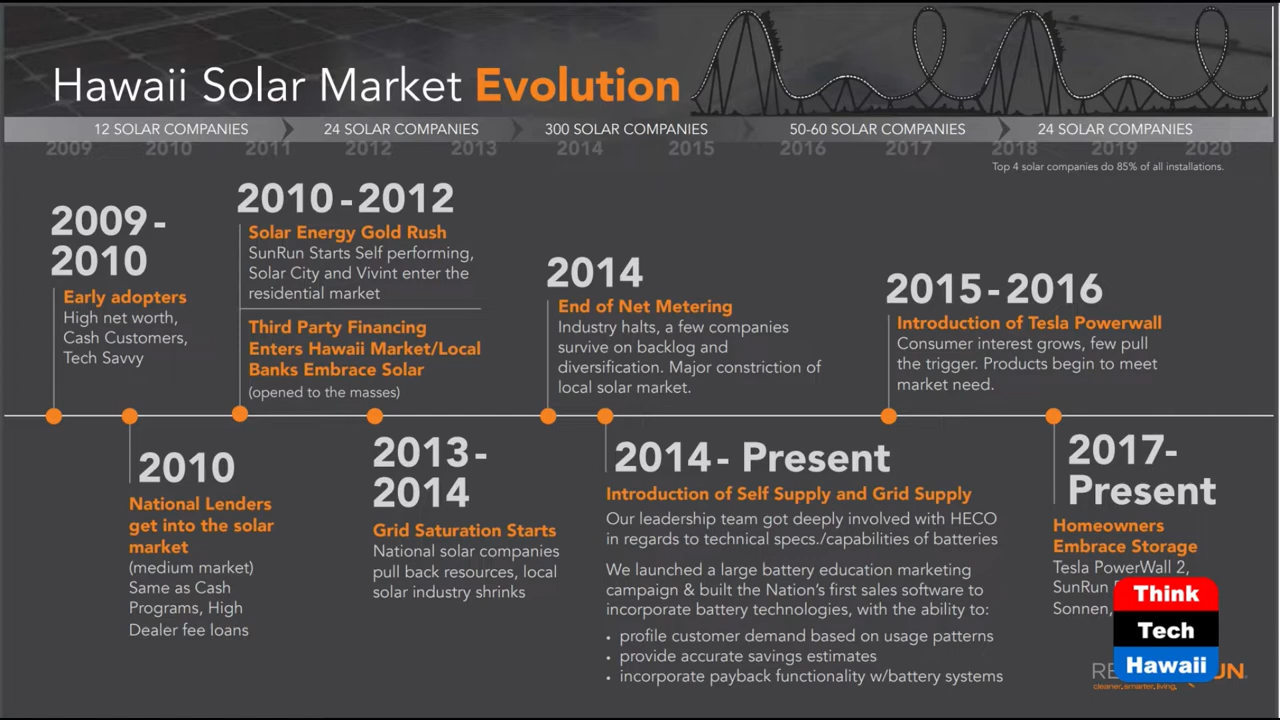 Hawaii Solar Market Evolution
12 SOLAR COMPANIES
24 SOLAR COMPANIES
300 SOLAR COMPANIES
50-60 SOLAR COMPANIES
24 SOLAR COMPANIES
2009 2010 2011 2012 2013 2014 2015 2016 2017 2018 2019 2020
Top 4 solar companies do 85% of all installations.
2009 -
2010
Early adopters
High net worth,
Cash Customers,
Tech Savvy
2010 - 2012
Solar Energy Gold Rush
SunRun Starts Self performing,
Solar City and Vivint enter the
residential market
Third Party Financing
Enters Hawaii Market/Local
Banks Embrace Solar
(opened to the masses)
2014
End of Net Metering
Industry halts, a few companies
survive on backlog and
diversification. Major constriction of
local solar market.
2015 - 2016
Introduction of Tesla Powerwall
Consumer interest grows, few pull
the trigger. Products begin to meet
market need.
2010
National Lenders
get into the solar
market
(medium market)
Same as Cash
Programs, High
Dealer fee loans
2013 -
2014
Grid Saturation Starts
National solar companies
pull back resources, local
solar industry shrinks
2014 - Present
Introduction of Self Supply and Grid Supply
Our leadership team got deeply involved with HECO
in regards to technical specs./capabilities of batteries
We launched a large battery education marketing
campaign & built the Nation's first sales software to
incorporate battery technologies, with the ability to:
• profile customer demand based on usage patterns
• provide accurate savings estimates
• incorporate payback functionality w/battery systems
2017-
Present
Homeowners
Embrace Storage
Tesla PowerWall 2,
SunRun
Sonnen,
Think
Tech
Hawaii
cleaner, smarter, living.